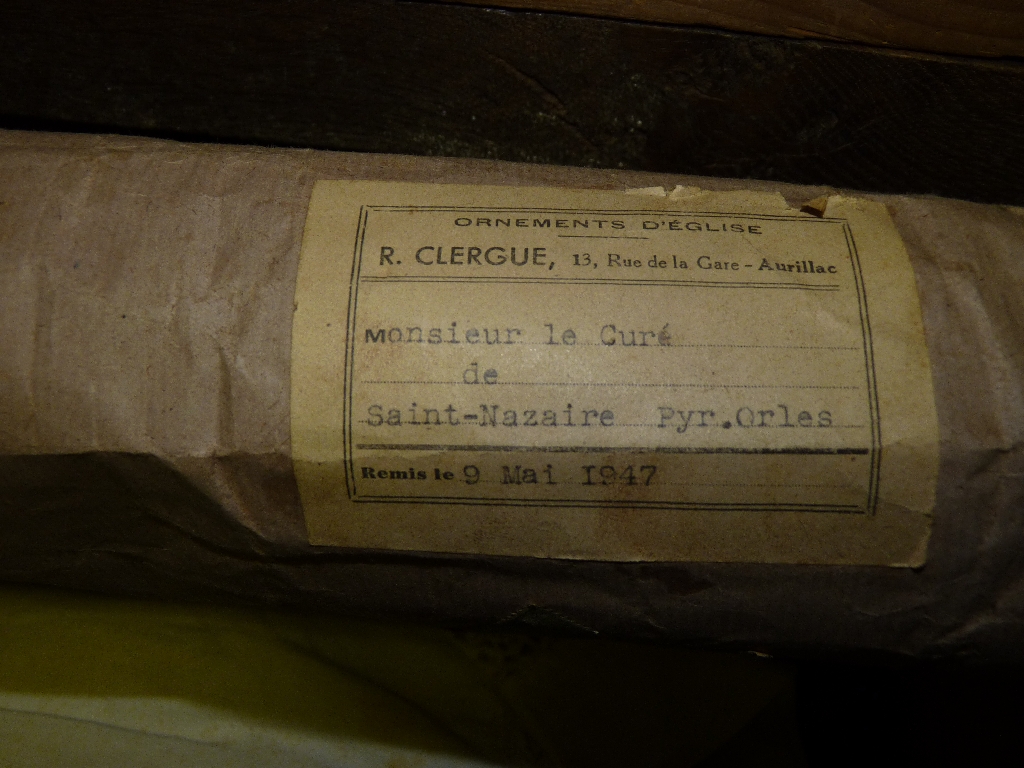 ORNEMENTS D'ÉGLISE
R. CLERGUE, 13, Rue de la Gare - Aurillac
Monsieur le Curé
de
Saint-Nazaire Pyr.Orles
Remis le 9 Mai I947